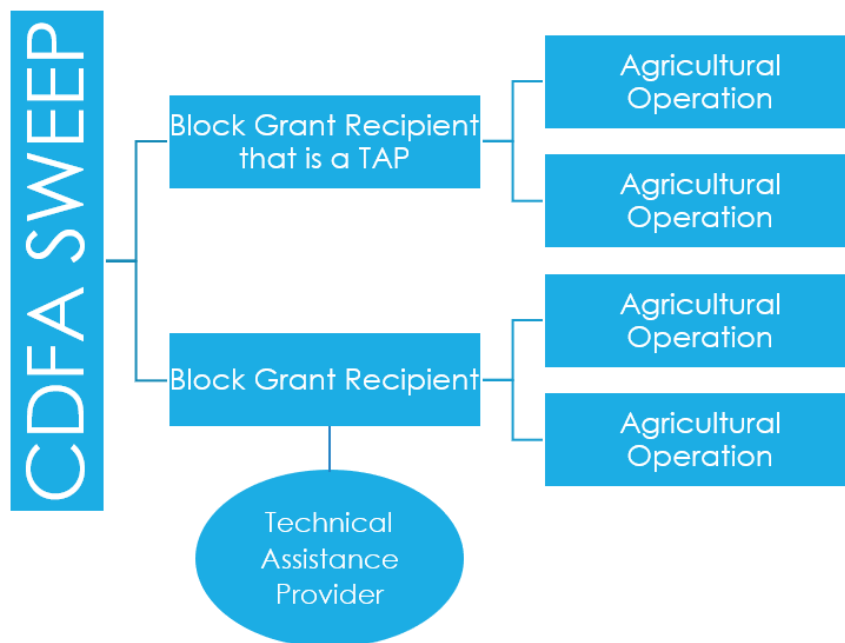 CDFA SWEEP
Block Grant Recipient
that is a TAP
Agricultural
Operation
Agricultural
Operation
Block Grant Recipient
Agricultural
Operation
Agricultural
Operation
Technical
Assistance
Provider